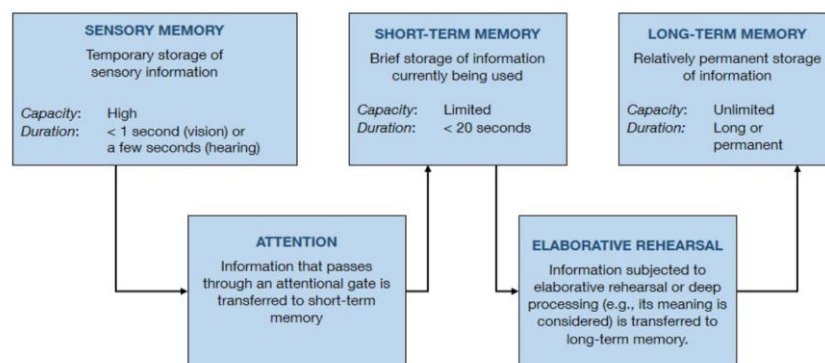 SENSORY MEMORY
Temporary storage of
sensory information
Capacity: High
Duration: < 1 second (vision) or
a few seconds (hearing)
SHORT-TERM MEMORY
Brief storage of information
currently being used
Capacity: Limited
Duration: < 20 seconds
LONG-TERM MEMORY
Relatively permanent storage
of information
Capacity: Unlimited
Duration: Long or
permanent
ATTENTION
Information that passes
through an attentional gate is
transferred to short-term
memory
ELABORATIVE REHEARSAL
Information subjected to
elaborative rehearsal or deep
processing (e.g., its meaning is
considered) is transferred to
long-term memory.